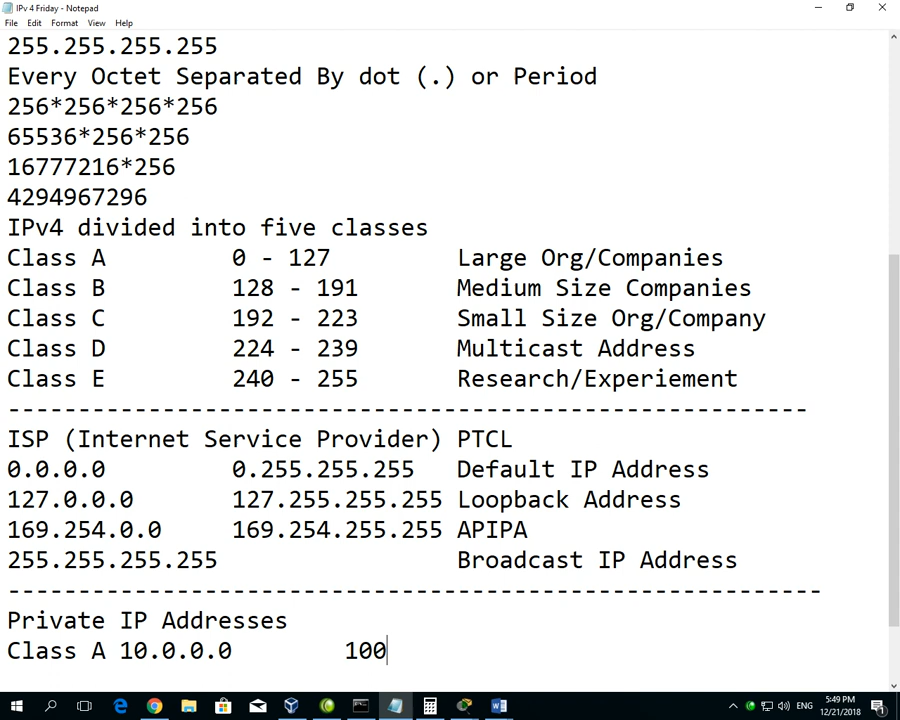 IPv 4 Friday - Notepad
File Edit Format View Help
255.255.255.255
Every Octet Separated By dot (.) or Period
256*256*256*256
65536*256*256
16777216*256
4294967296
IPv4 divided into five classes
Class A 0 - 127 Large Org/Companies
Class B 128 - 191 Medium Size Companies
Class C 192 - 223 Small Size Org/Company
Class D 224 - 239 Multicast Address
Class E 240 - 255 Research/Experiement
---------------------------------------------------------
ISP (Internet Service Provider) PTCL
0.0.0.0 0.255.255.255 Default IP Address
127.0.0.0 127.255.255.255 Loopback Address
169.254.0.0 169.254.255.255 APIPA
255.255.255.255 Broadcast IP Address
----------------------------------------------------------
Private IP Addresses
Class A 10.0.0.0 100
ENG
5:49 PM
12/21/2018